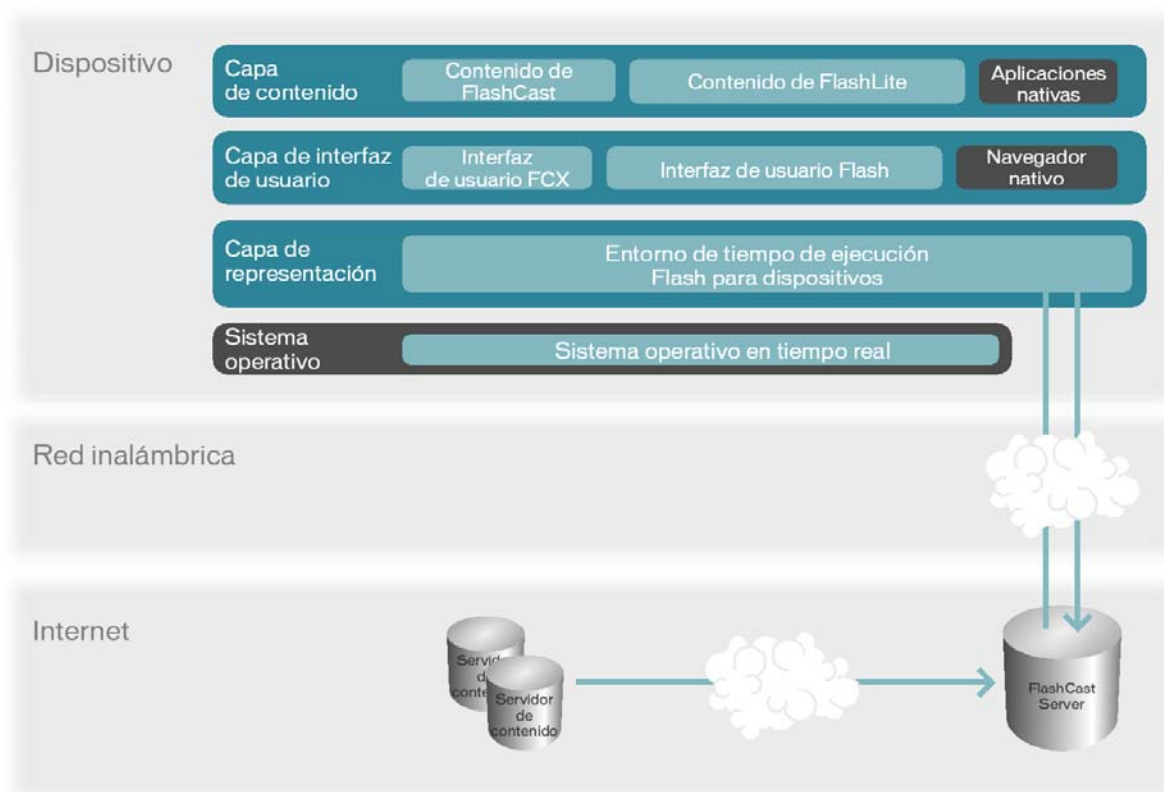 Dispositivo
Capa
de contenido
Contenido de
FlashCast
Contenido de FlashLite
Aplicaciones
nativas
Capa de interfaz
de usuario
Interfaz
de usuario FCX
Interfaz de usuario Flash
Navegador
nativo
Capa de
representación
Entorno de tiempo de ejecución
Flash para dispositivos
Sistema
operativo
Sistema operativo en tiempo real
Red inalámbrica
Internet
Servidor
de
contenido
FlashCast
Server